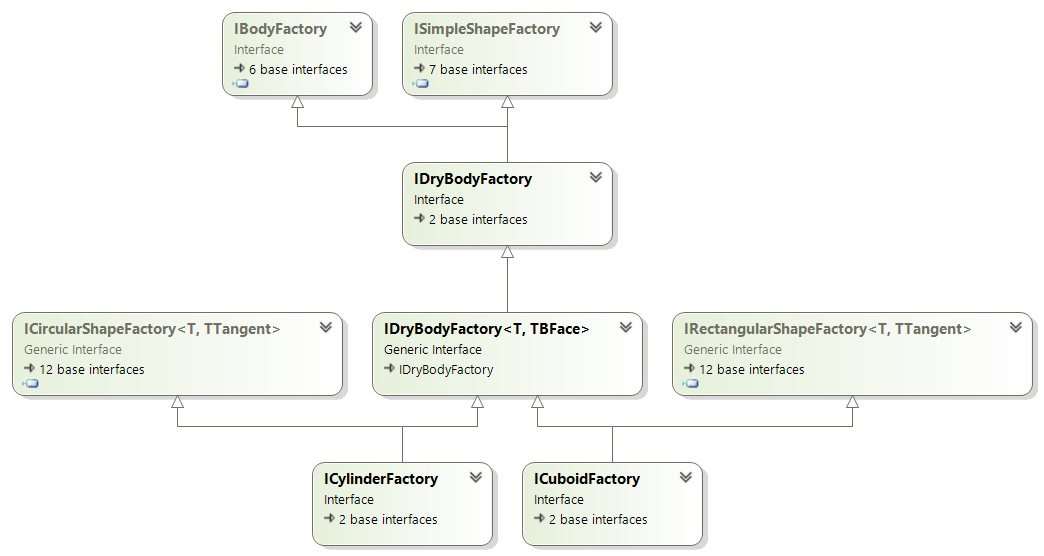 IBodyFactory
Interface
6 base interfaces
ISimpleShapeFactory
Interface
7 base interfaces
IDryBodyFactory
Interface
2 base interfaces
ICircularShapeFactory<T, TTangent>
Generic Interface
12 base interfaces
IDryBodyFactory<T, TBFace>
Generic Interface
IDryBodyFactory
IRectangularShapeFactory<T, TTangent>
Generic Interface
12 base interfaces
ICylinderFactory
Interface
2 base interfaces
ICuboidFactory
Interface
2 base interfaces